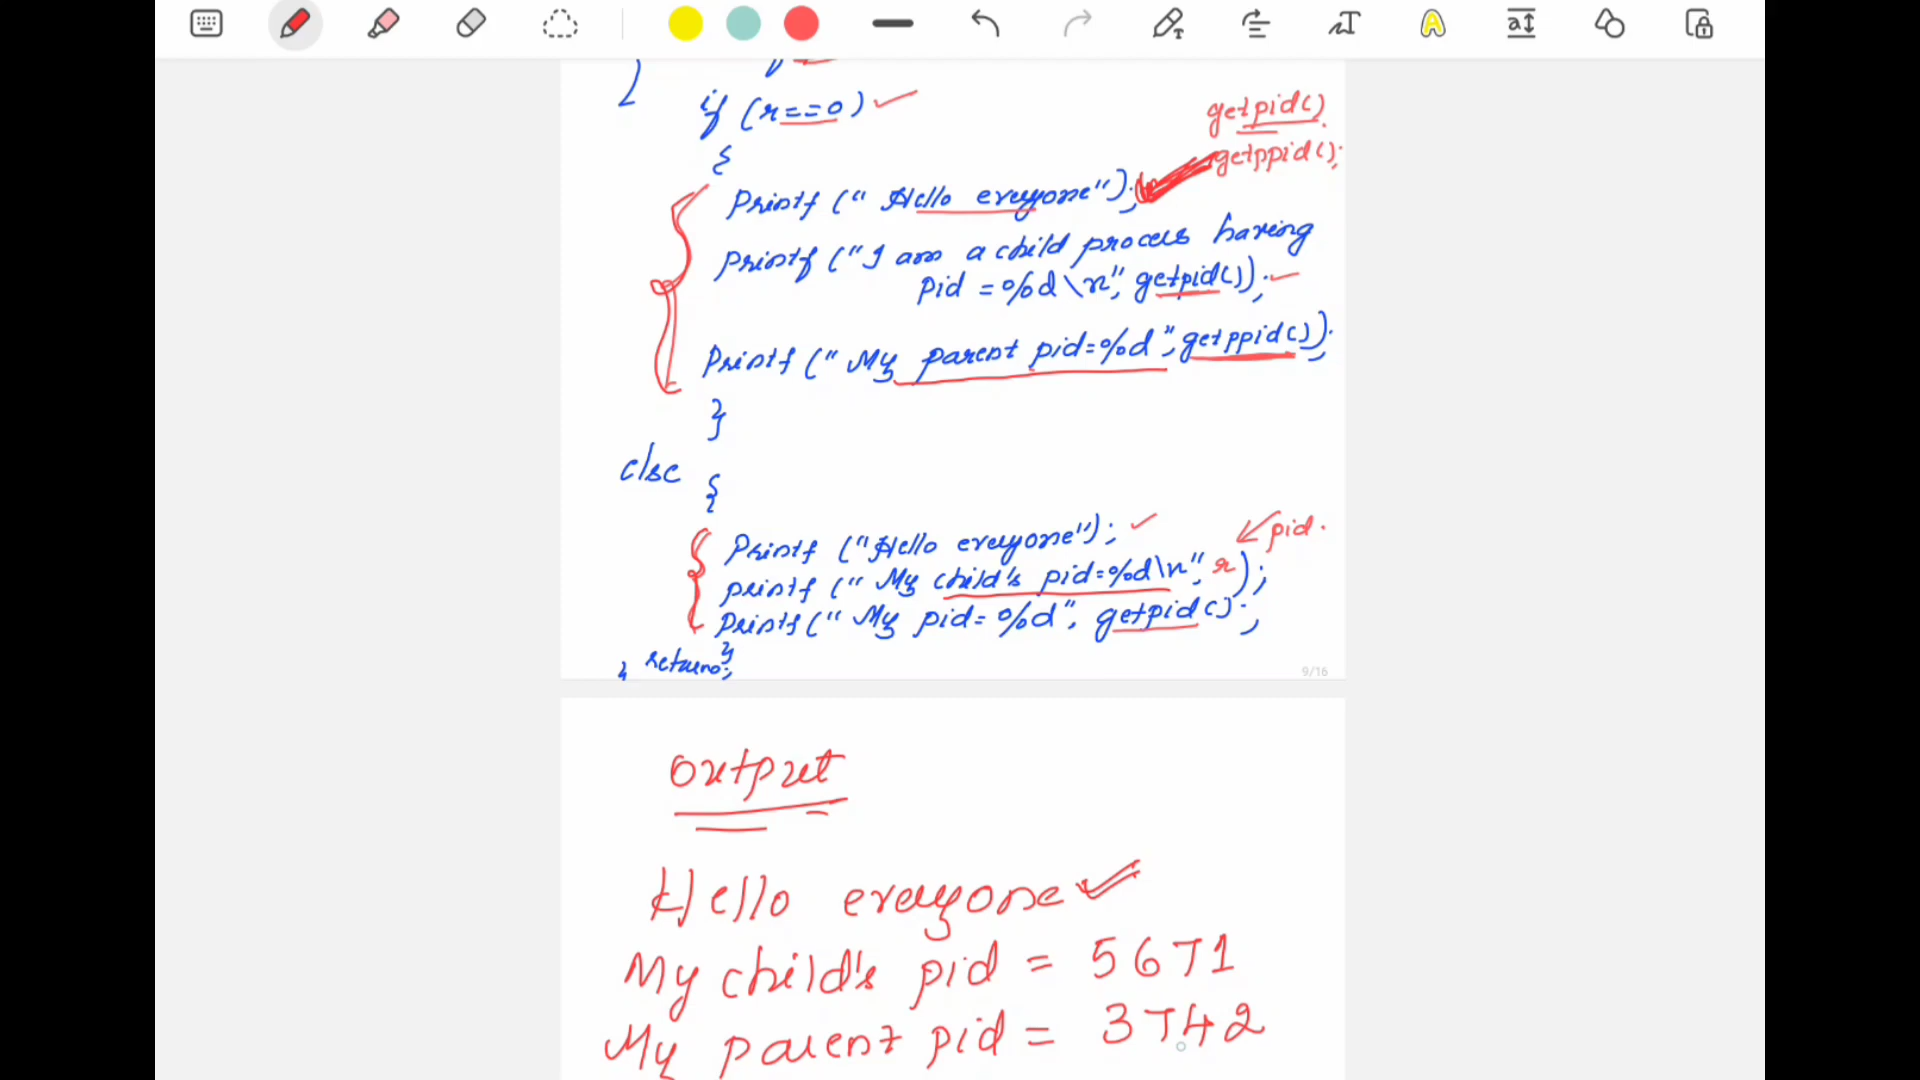 if (r==0)
{
getpid()
getppid();
Printf (“ Hello everyone”);
Printf (“I am a child process having
pid =%d\n”, getpid());
Printf (“ My parent pid=%d”, getppid());
}
else
{
Printf (“Hello everyone”);
pid.
printf (“ My child's pid=%d\n”, r);
Printf (“ My pid= %d”, getpid();
}
} return0;
9/16
Output
Hello everyone
My child's pid = 5671
My parent pid = 3742